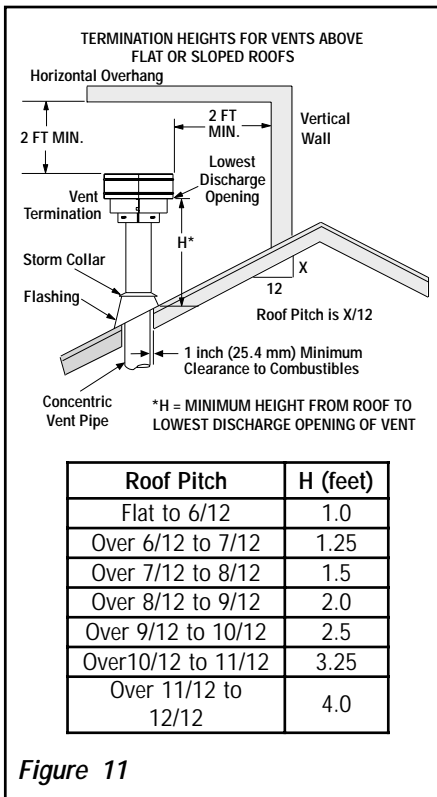 TERMINATION HEIGHTS FOR VENTS ABOVE
FLAT OR SLOPED ROOFS
Horizontal Overhang
2 FT MIN.
2 FT
MIN.
Vertical
Wall
Lowest
Discharge
Opening
Vent
Termination
H*
Storm Collar
Flashing
X
12
Roof Pitch is X/12
1 inch (25.4 mm) Minimum
Clearance to Combustibles
Concentric
Vent Pipe
*H = MINIMUM HEIGHT FROM ROOF TO
LOWEST DISCHARGE OPENING OF VENT
Roof Pitch H (feet)
Flat to 6/12 1.0
Over 6/12 to 7/12 1.25
Over 7/12 to 8/12 1.5
Over 8/12 to 9/12 2.0
Over 9/12 to 10/12 2.5
Over10/12 to 11/12 3.25
Over 11/12 to
12/12 4.0
Figure 11